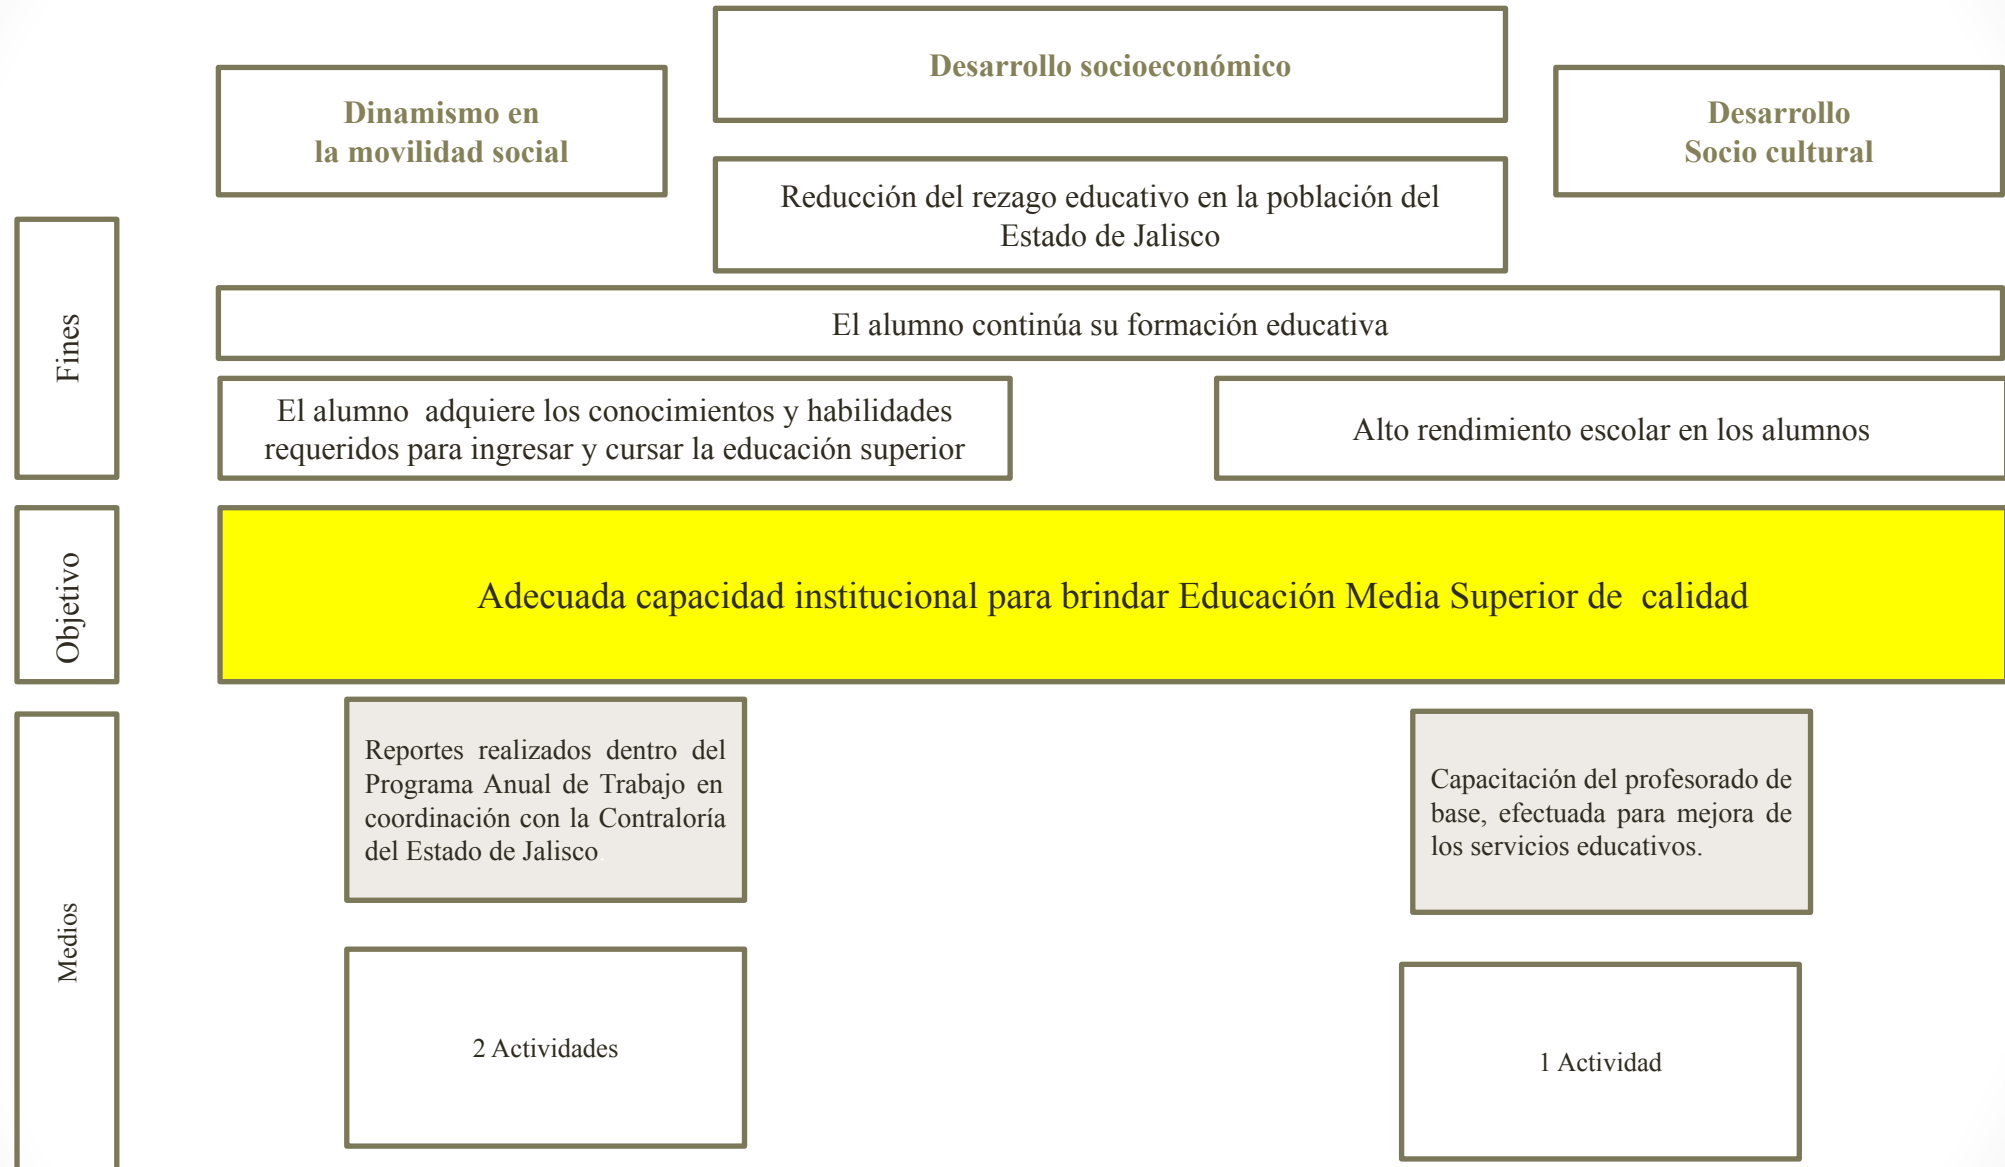 Desarrollo socioeconómico
Dinamismo en
la movilidad social
Desarrollo
Socio cultural
Reducción del rezago educativo en la población del
Estado de Jalisco
Fines
El alumno continúa su formación educativa
El alumno adquiere los conocimientos y habilidades
requeridos para ingresar y cursar la educación superior
Alto rendimiento escolar en los alumnos
Objetivo
Adecuada capacidad institucional para brindar Educación Media Superior de calidad
Medios
Reportes realizados dentro del
Programa Anual de Trabajo en
coordinación con la Contraloría
del Estado de Jalisco.
Capacitación del profesorado de
base, efectuada para mejora de
los servicios educativos.
2 Actividades
1 Actividad